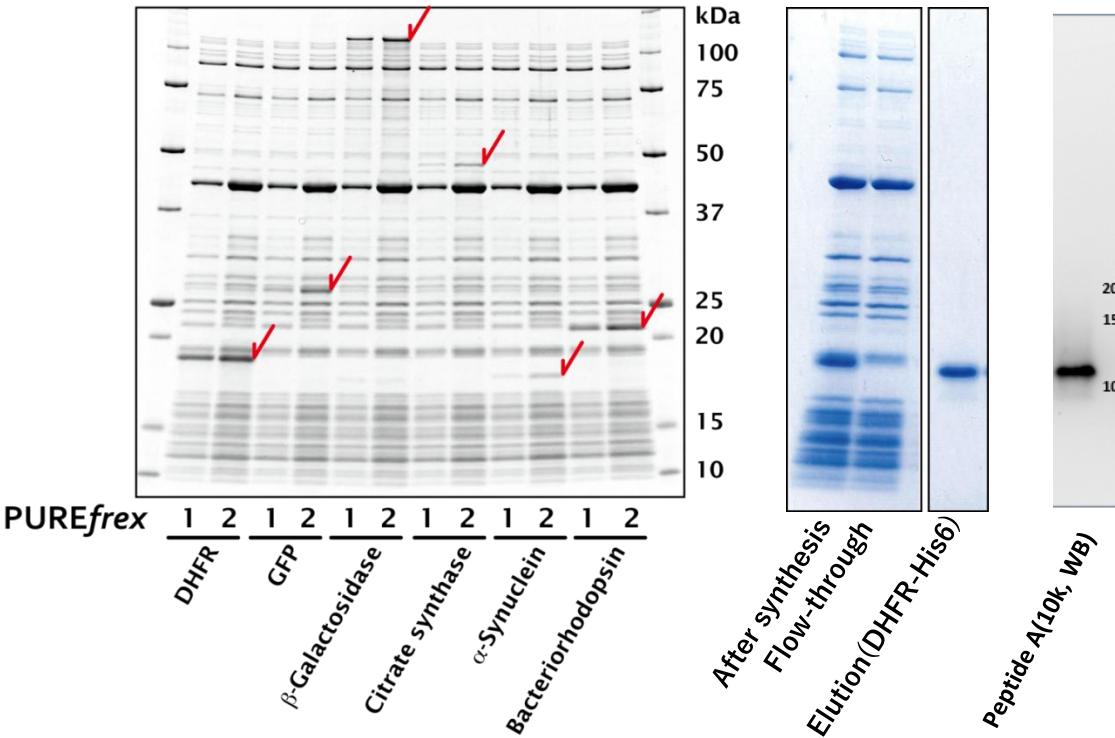 kDa
100
75
50
37
25
20
15
10
PUREfrex 1 2 1 2 1 2 1 2 1 2 1 2
DHFR
GFP
β-Galactosidase
Citrate synthase
α-Synuclein
Bacteriorhodopsin
After synthesis
Flow-through
Elution(DHFR-His6)
20
15
10
Peptide A(10k, WB)